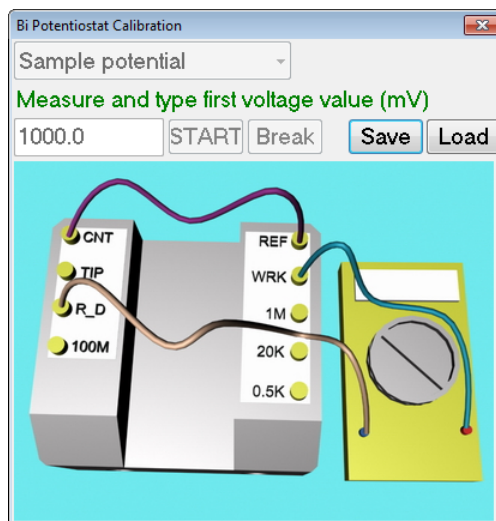 Bi Potentiostat Calibration
Sample potential
Measure and type first voltage value (mV)
1000.0 START Break Save Load
CNT
TIP
R_D
100M
REF
WRK
1M
20K
0.5K